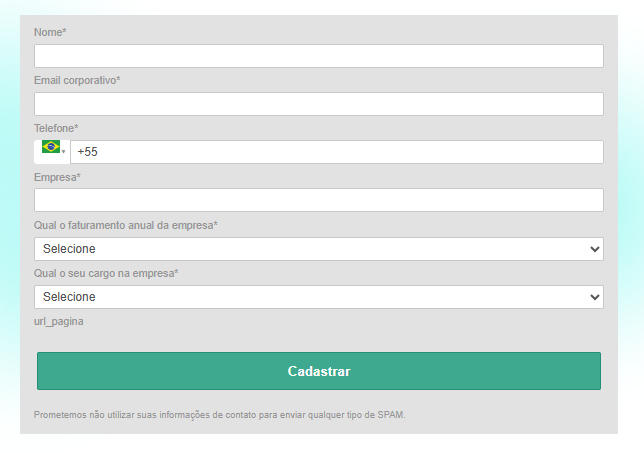 Nome*
Email corporativo*
Telefone*
+55
Empresa*
Qual o faturamento anual da empresa*
Selecione
Qual o seu cargo na empresa*
Selecione
url_pagina
Cadastrar
Prometemos não utilizar suas informações de contato para enviar qualquer tipo de SPAM.